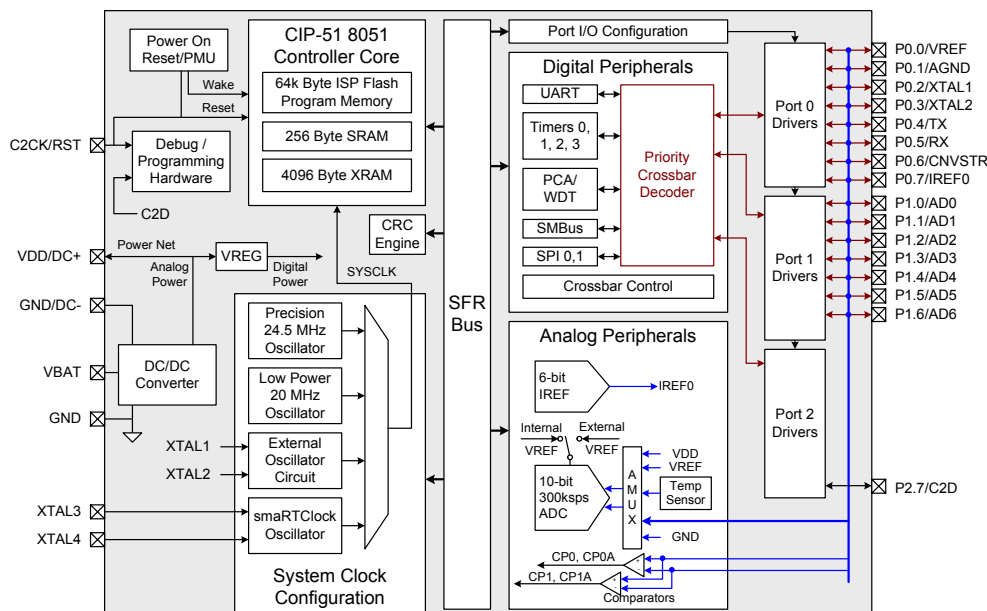 Power On
Reset/PMU
Wake
Reset
C2CK/RST
Debug /
Programming
Hardware
C2D
CIP-51 8051
Controller Core
64k Byte ISP Flash
Program Memory
256 Byte SRAM
4096 Byte XRAM
CRC
Engine
VDD/DC+
Power Net
VREG
Analog
Power
Digital
Power
SYSCLK
GND/DC-
VBAT
DC/DC
Converter
GND
XTAL1
XTAL2
XTAL3
XTAL4
Precision
24.5 MHz
Oscillator
Low Power
20 MHz
Oscillator
External
Oscillator
Circuit
smaRTClock
Oscillator
System Clock
Configuration
SFR
Bus
Port I/O Configuration
Digital Peripherals
UART
Timers 0,
1, 2, 3
PCA/
WDT
SMBus
SPI 0,1
Priority
Crossbar
Decoder
Crossbar Control
Analog Peripherals
6-bit
IREF
IREF0
Internal
VREF
External
VREF
10-bit
300ksps
ADC
A
M
U
X
VDD
VREF
Temp
Sensor
GND
CP0, CP0A
CP1, CP1A
+
-
+
-
Comparators
Port 0
Drivers
Port 1
Drivers
Port 2
Drivers
P0.0/VREF
P0.1/AGND
P0.2/XTAL1
P0.3/XTAL2
P0.4/TX
P0.5/RX
P0.6/CNVSTR
P0.7/IREF0
P1.0/AD0
P1.1/AD1
P1.2/AD2
P1.3/AD3
P1.4/AD4
P1.5/AD5
P1.6/AD6
P2.7/C2D